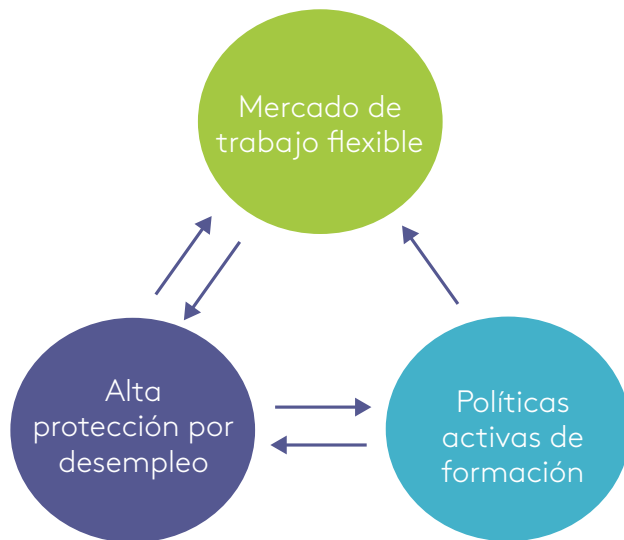 Mercado de
trabajo flexible
Alta
protección por
desempleo
Políticas
activas de
formación